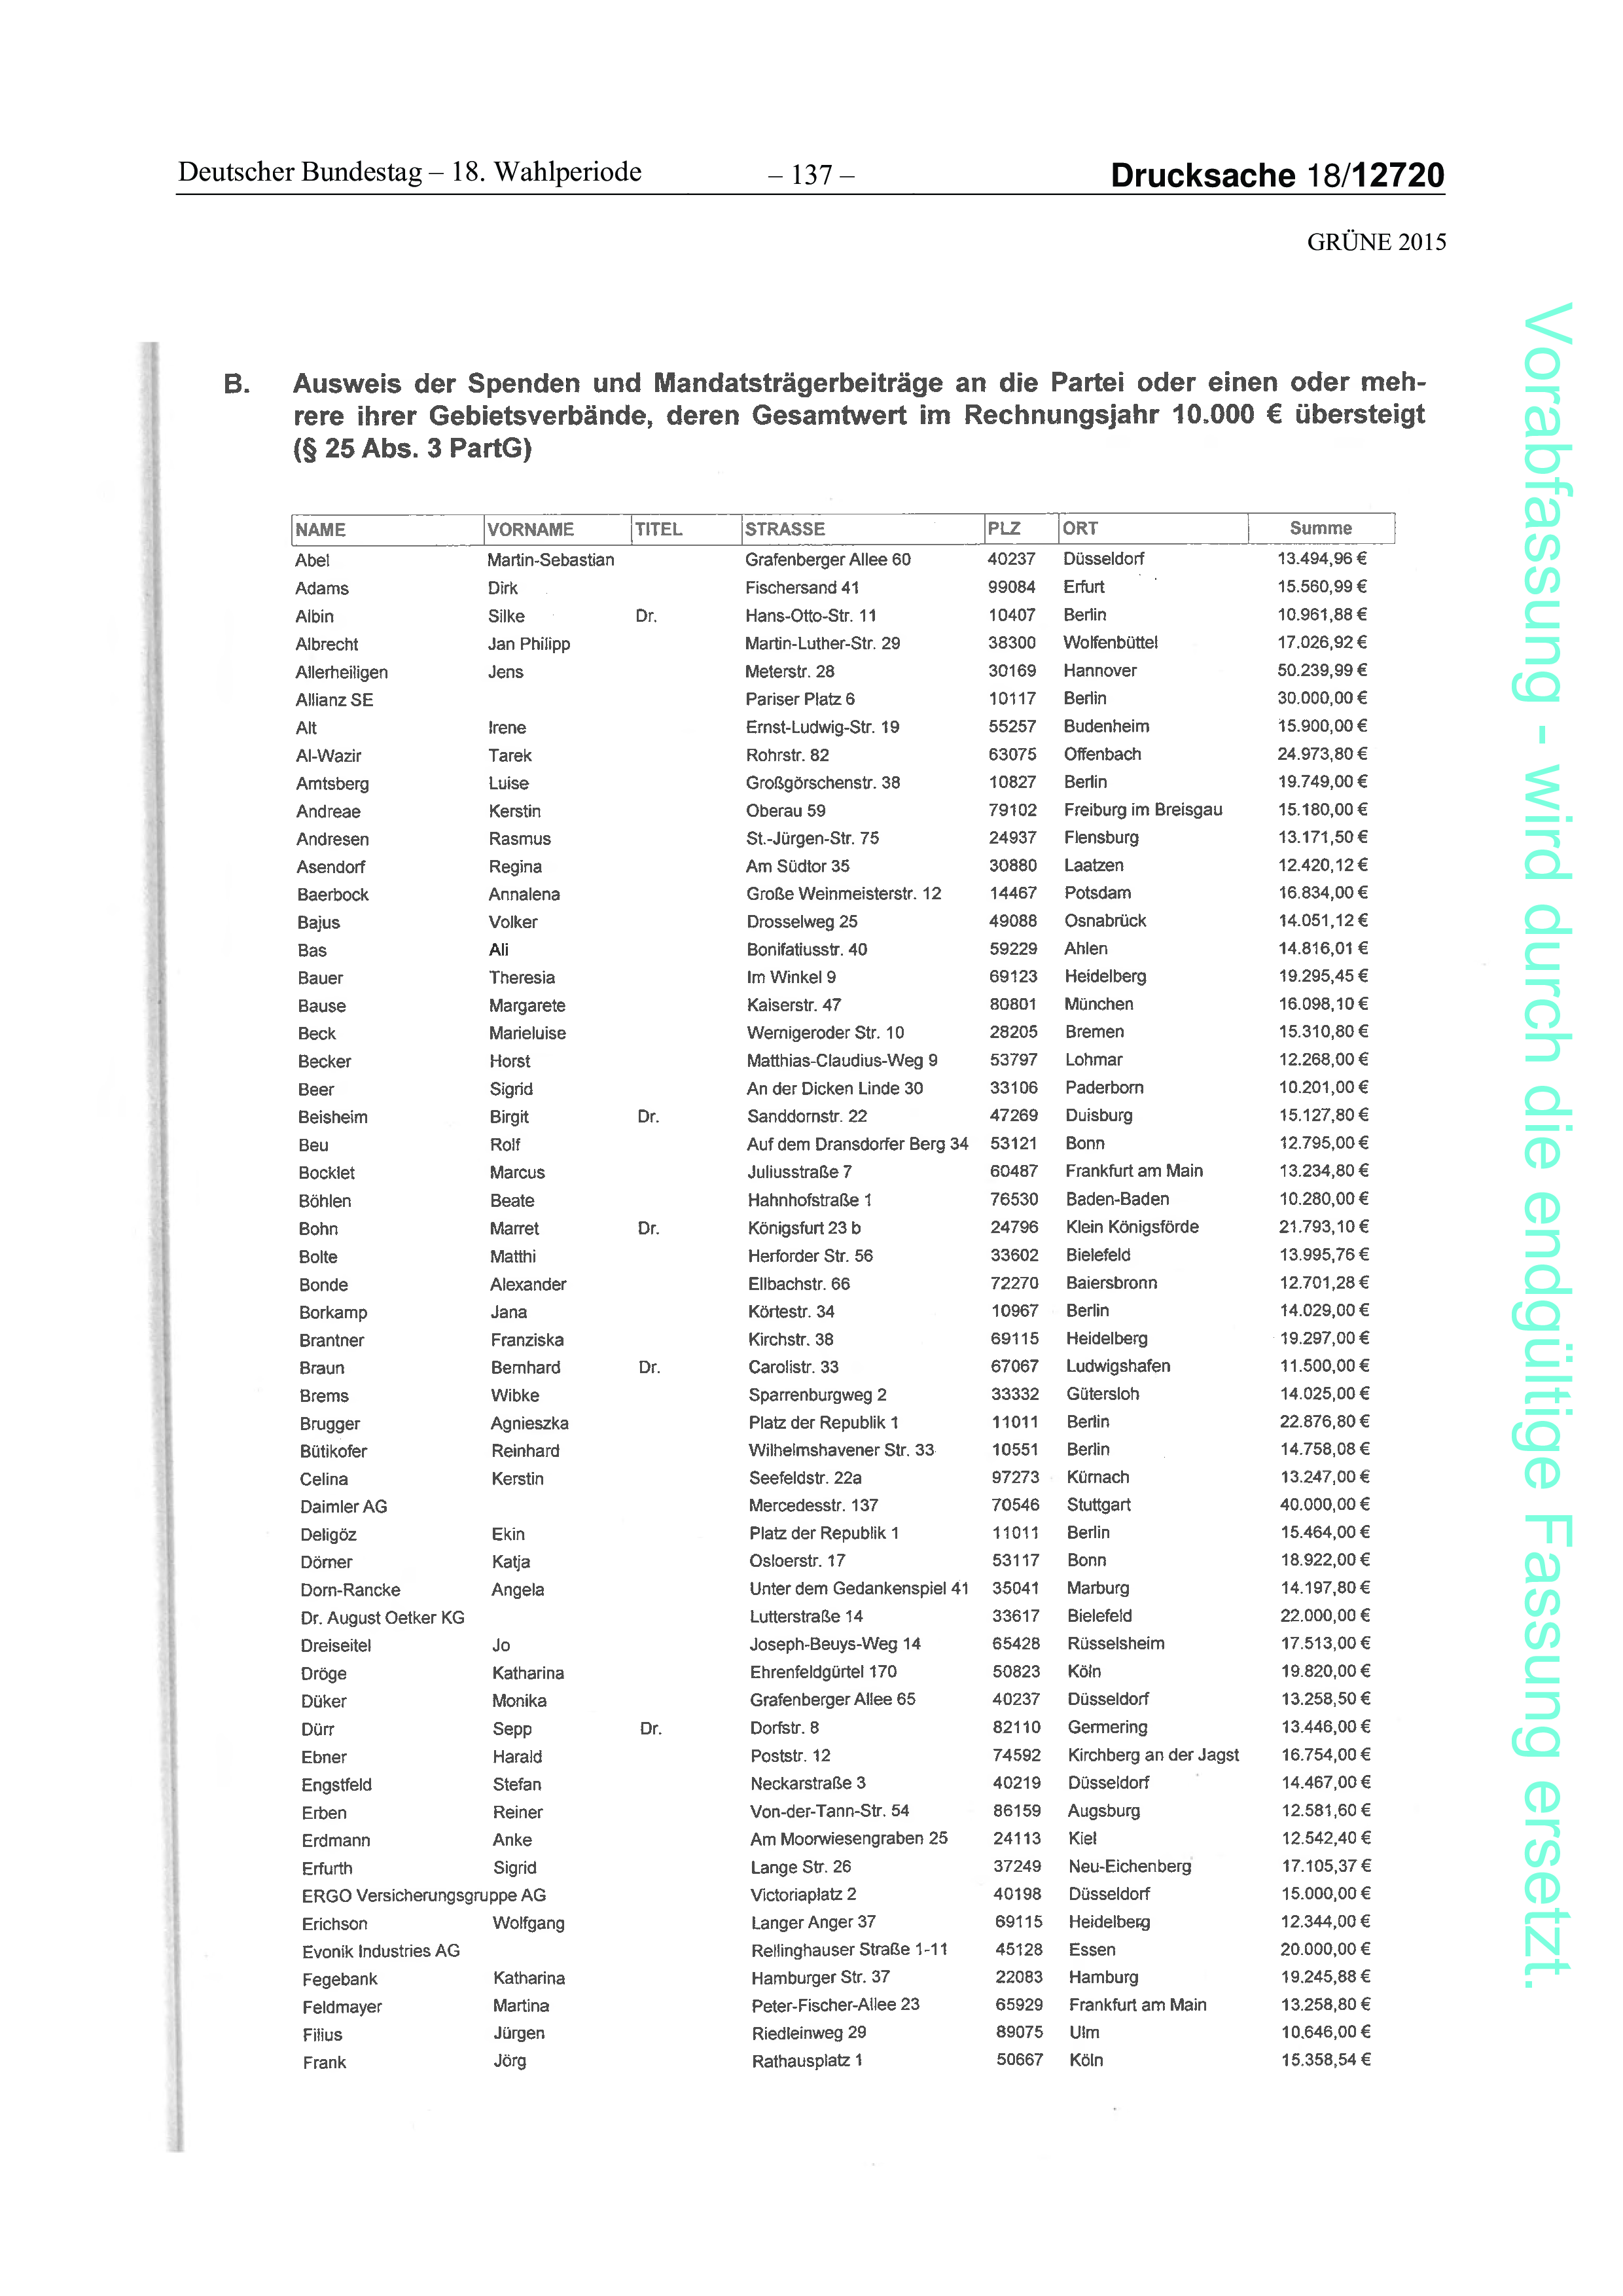 Deutscher Bundestag – 18. Wahlperiode – 137 – Drucksache 18/12720
GRÜNE 2015
B. Ausweis der Spenden und Mandatsträgerbeiträge an die Partei oder einen oder meh-
rere ihrer Gebietsverbände, deren Gesamtwert im Rechnungsjahr 10.000 € übersteigt
(§ 25 Abs. 3 PartG)
NAME VORNAME TITEL STRASSE PLZ ORT Summe
Abel Martin-Sebastian Grafenberger Allee 60 40237 Düsseldorf 13.494,96 €
Adams Dirk Fischersand 41 99084 Erfurt 15.560,99 €
Albin Silke Dr. Hans-Otto-Str. 11 10407 Berlin 10.961,88 €
Albrecht Jan Philipp Martin-Luther-Str. 29 38300 Wolfenbüttel 17.026,92 €
Allerheiligen Jens Meterstr. 28 30169 Hannover 50.239,99 €
Allianz SE Pariser Platz 6 10117 Berlin 30.000,00 €
Alt Irene Ernst-Ludwig-Str. 19 55257 Budenheim 15.900,00 €
Al-Wazir Tarek Rohrstr. 82 63075 Offenbach 24.973,80 €
Amtsberg Luise Großgörschenstr. 38 10827 Berlin 19.749,00 €
Andreae Kerstin Oberau 59 79102 Freiburg im Breisgau 15.180,00 €
Andresen Rasmus St.-Jürgen-Str. 75 24937 Flensburg 13.171,50 €
Asendorf Regina Am Südtor 35 30880 Laatzen 12.420,12 €
Baerbock Annalena Große Weinmeisterstr. 12 14467 Potsdam 16.834,00 €
Bajus Volker Drosselweg 25 49088 Osnabrück 14.051,12 €
Bas Ali Bonifatiusstr. 40 59229 Ahlen 14.816,01 €
Bauer Theresia Im Winkel 9 69123 Heidelberg 19.295,45 €
Bause Margarete Kaiserstr. 47 80801 München 16.098,10 €
Beck Marieluise Wernigeroder Str. 10 28205 Bremen 15.310,80 €
Becker Horst Matthias-Claudius-Weg 9 53797 Lohmar 12.268,00 €
Beer Sigrid An der Dicken Linde 30 33106 Paderborn 10.201,00 €
Beisheim Birgit Dr. Sanddornstr. 22 47269 Duisburg 15.127,80 €
Beu Rolf Auf dem Dransdorfer Berg 34 53121 Bonn 12.795,00 €
Bocklet Marcus Juliusstraße 7 60487 Frankfurt am Main 13.234,80 €
Böhlen Beate Hahnhofstraße 1 76530 Baden-Baden 10.280,00 €
Bohn Marret Dr. Königsfurt 23 b 24796 Klein Königsförde 21.793,10 €
Bolte Matthi Herforder Str. 56 33602 Bielefeld 13.995,76 €
Bonde Alexander Ellbachstr. 66 72270 Baiersbronn 12.701,28 €
Borkamp Jana Körtestr. 34 10967 Berlin 14.029,00 €
Brantner Franziska Kirchstr. 38 69115 Heidelberg 19.297,00 €
Braun Bernhard Dr. Carolistr. 33 67067 Ludwigshafen 11.500,00 €
Brems Wibke Sparrenburgweg 2 33332 Gütersloh 14.025,00 €
Brugger Agnieszka Platz der Republik 1 11011 Berlin 22.876,80 €
Bütikofer Reinhard Wilhelmshavener Str. 33 10551 Berlin 14.758,08 €
Celina Kerstin Seefeldstr. 22a 97273 Kürnach 13.247,00 €
Daimler AG Mercedesstr. 137 70546 Stuttgart 40.000,00 €
Deligöz Ekin Platz der Republik 1 11011 Berlin 15.464,00 €
Dörner Katja Osloerstr. 17 53117 Bonn 18.922,00 €
Dorn-Rancke Angela Unter dem Gedankenspiel 41 35041 Marburg 14.197,80 €
Dr. August Oetker KG Lutterstraße 14 33617 Bielefeld 22.000,00 €
Dreiseitel Jo Joseph-Beuys-Weg 14 65428 Rüsselsheim 17.513,00 €
Dröge Katharina Ehrenfeldgürtel 170 50823 Köln 19.820,00 €
Düker Monika Grafenberger Allee 65 40237 Düsseldorf 13.258,50 €
Dürr Sepp Dr. Dorfstr. 8 82110 Germering 13.446,00 €
Ebner Harald Poststr. 12 74592 Kirchberg an der Jagst 16.754,00 €
Engstfeld Stefan Neckarstraße 3 40219 Düsseldorf 14.467,00 €
Erben Reiner Von-der-Tann-Str. 54 86159 Augsburg 12.581,60 €
Erdmann Anke Am Moorwiesengraben 25 24113 Kiel 12.542,40 €
Erfurth Sigrid Lange Str. 26 37249 Neu-Eichenberg 17.105,37 €
ERGO Versicherungsgruppe AG Victoriaplatz 2 40198 Düsseldorf 15.000,00 €
Erichson Wolfgang Langer Anger 37 69115 Heidelberg 12.344,00 €
Evonik Industries AG Rellinghauser Straße 1-11 45128 Essen 20.000,00 €
Fegebank Katharina Hamburger Str. 37 22083 Hamburg 19.245,88 €
Feldmayer Martina Peter-Fischer-Allee 23 65929 Frankfurt am Main 13.258,80 €
Filius Jürgen Riedleinweg 29 89075 Ulm 10.646,00 €
Frank Jörg Rathausplatz 1 50667 Köln 15.358,54 €
Vorabfassung - wird durch die endgültige Fassung ersetzt.